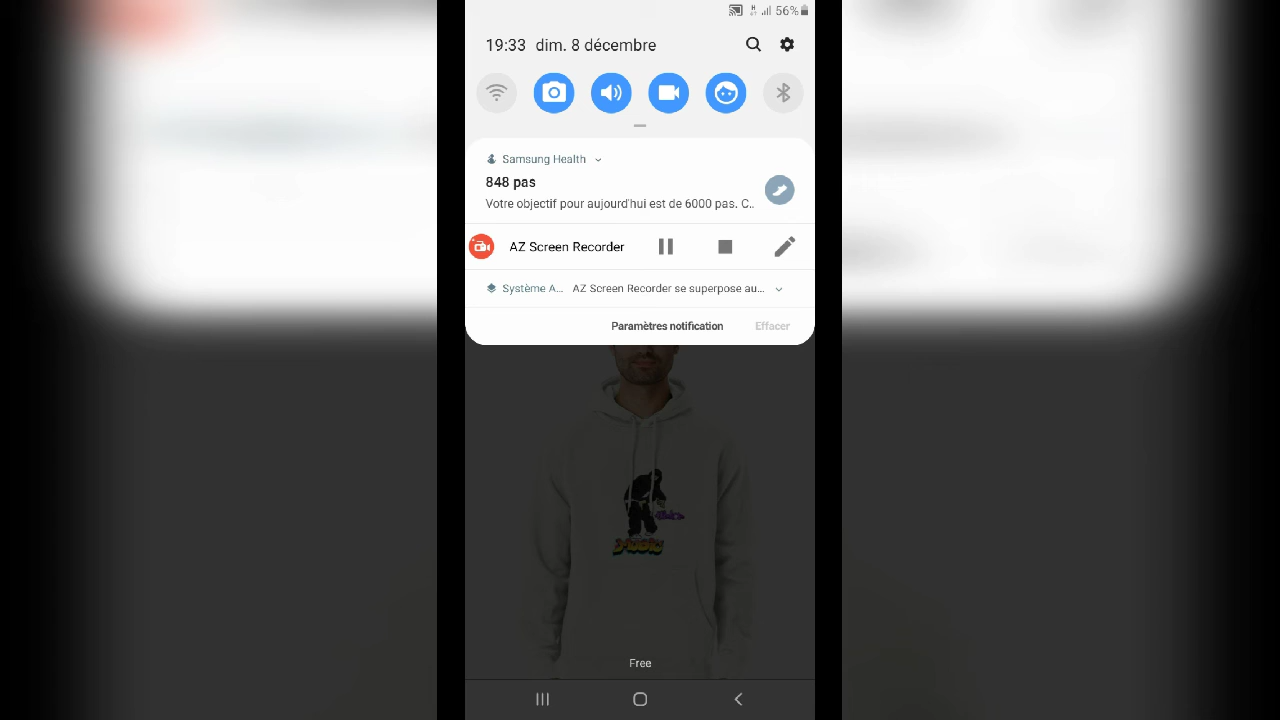 H 56%
19:33 dim. 8 décembre
Samsung Health
848 pas
Votre objectif pour aujourd'hui est de 6000 pas. C..
AZ Screen Recorder
Système A... AZ Screen Recorder se superpose au...
Paramètres notification Effacer
Free